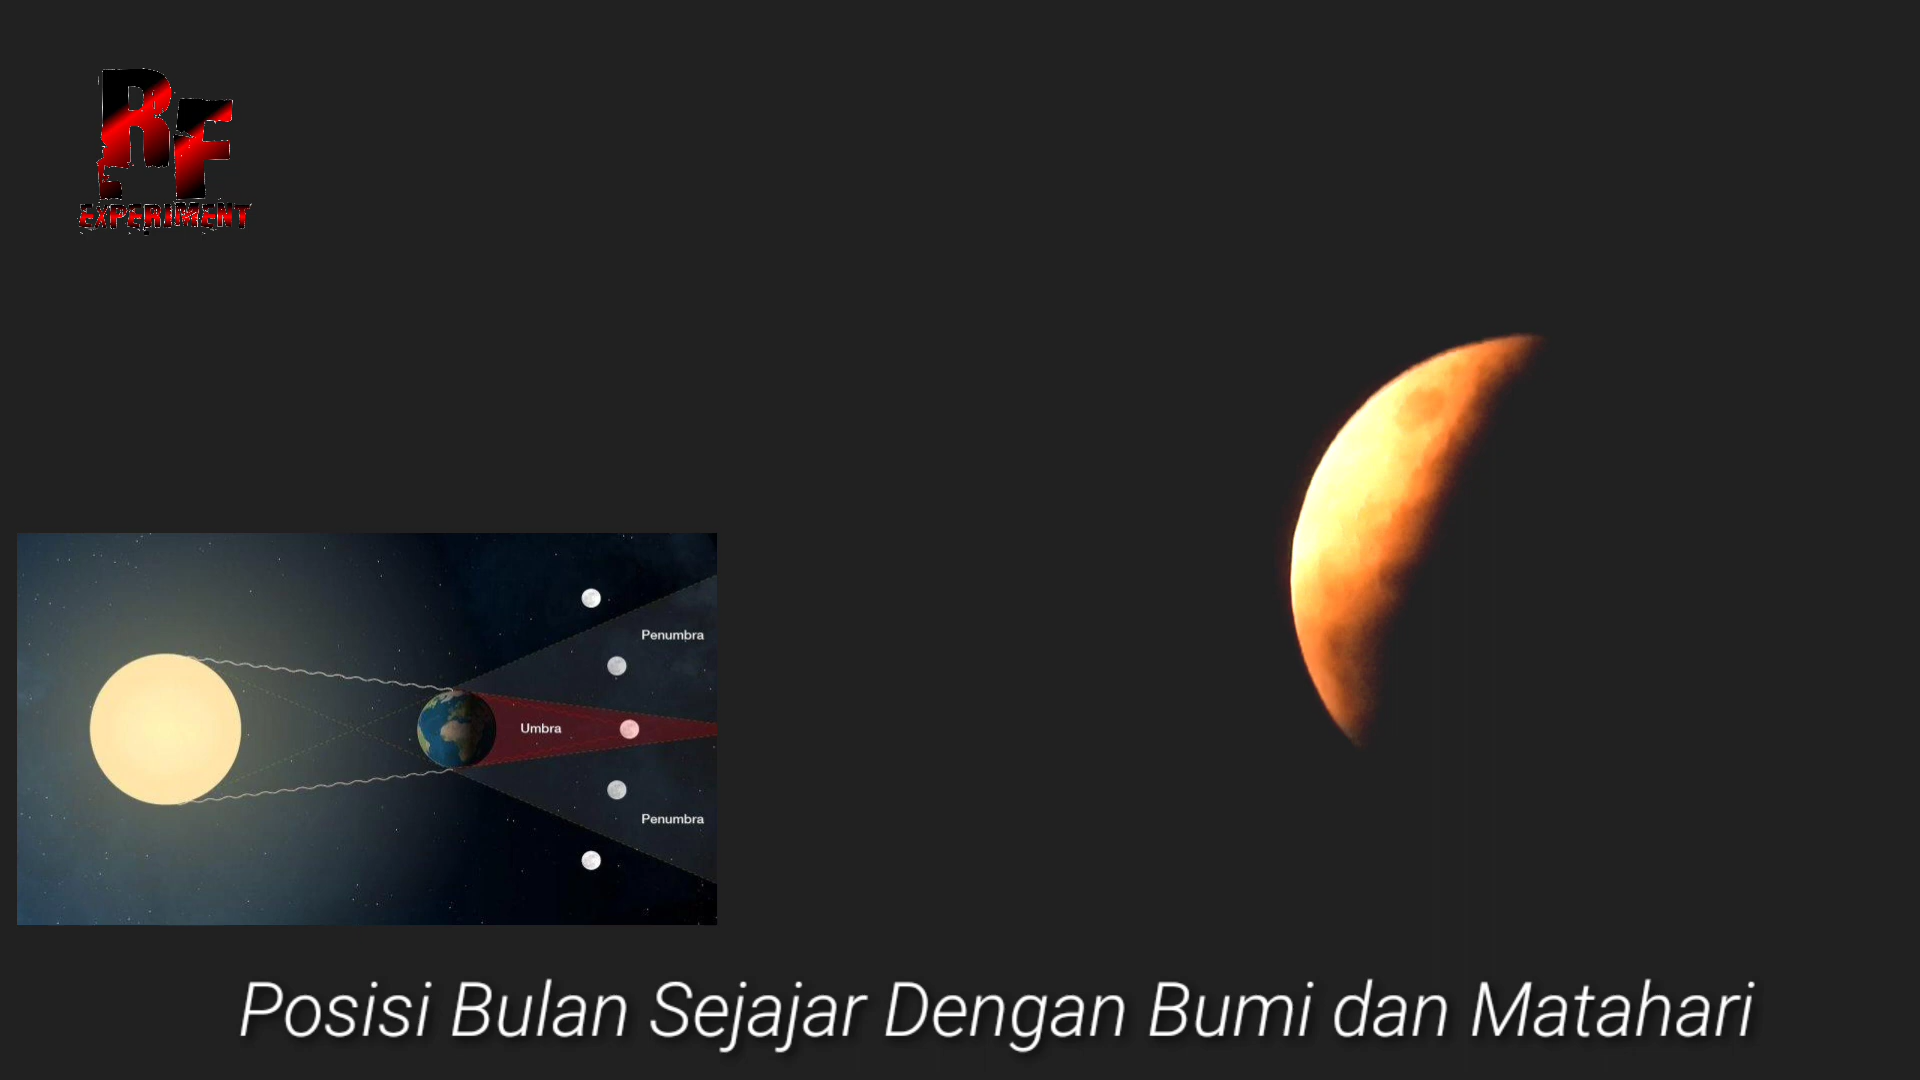 RF
EXPERIMENT
Penumbra
Umbra
Penumbra
Posisi Bulan Sejajar Dengan Bumi dan Matahari